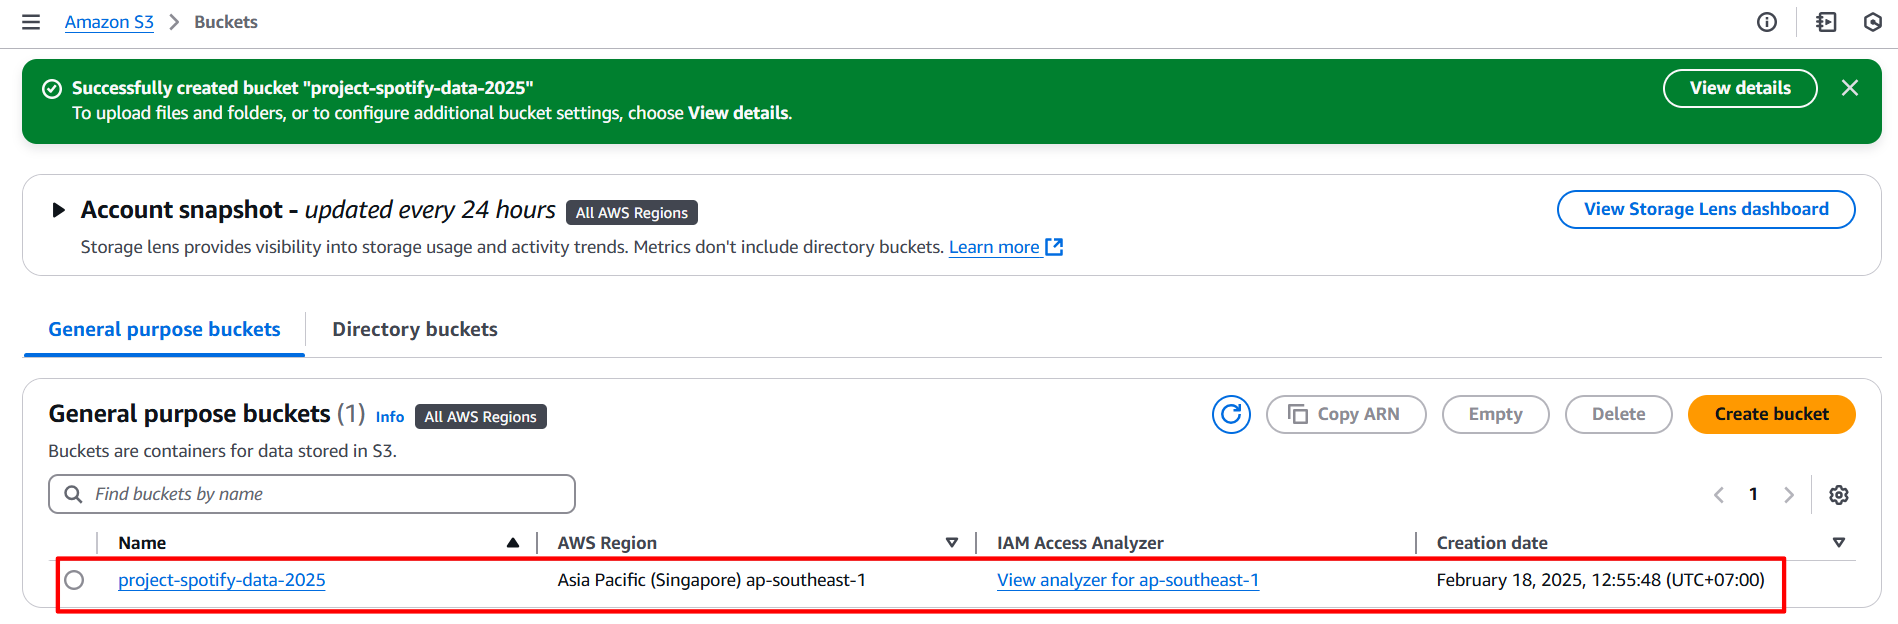 Amazon S3 > Buckets
Successfully created bucket "project-spotify-data-2025"
To upload files and folders, or to configure additional bucket settings, choose View details.
View details
Account snapshot - updated every 24 hours All AWS Regions
View Storage Lens dashboard
Storage lens provides visibility into storage usage and activity trends. Metrics don't include directory buckets. Learn more
General purpose buckets Directory buckets
General purpose buckets (1) Info All AWS Regions
Copy ARN Empty Delete Create bucket
Buckets are containers for data stored in S3.
Find buckets by name
1
Name AWS Region IAM Access Analyzer Creation date
project-spotify-data-2025 Asia Pacific (Singapore) ap-southeast-1 View analyzer for ap-southeast-1 February 18, 2025, 12:55:48 (UTC+07:00)